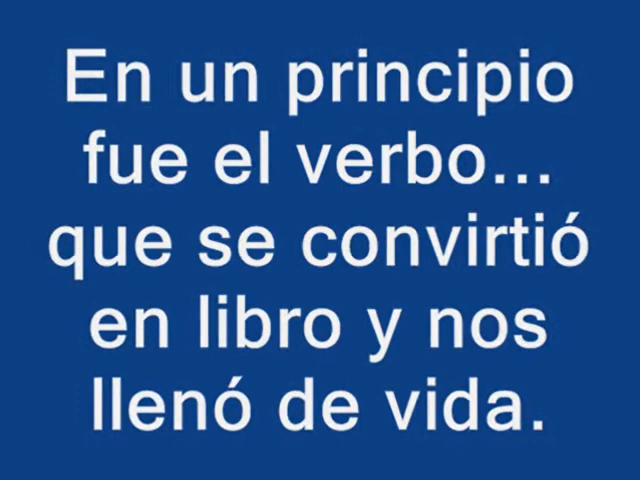 En un principio
fue el verbo...
que se convirtió
en libro y nos
llenó de vida.